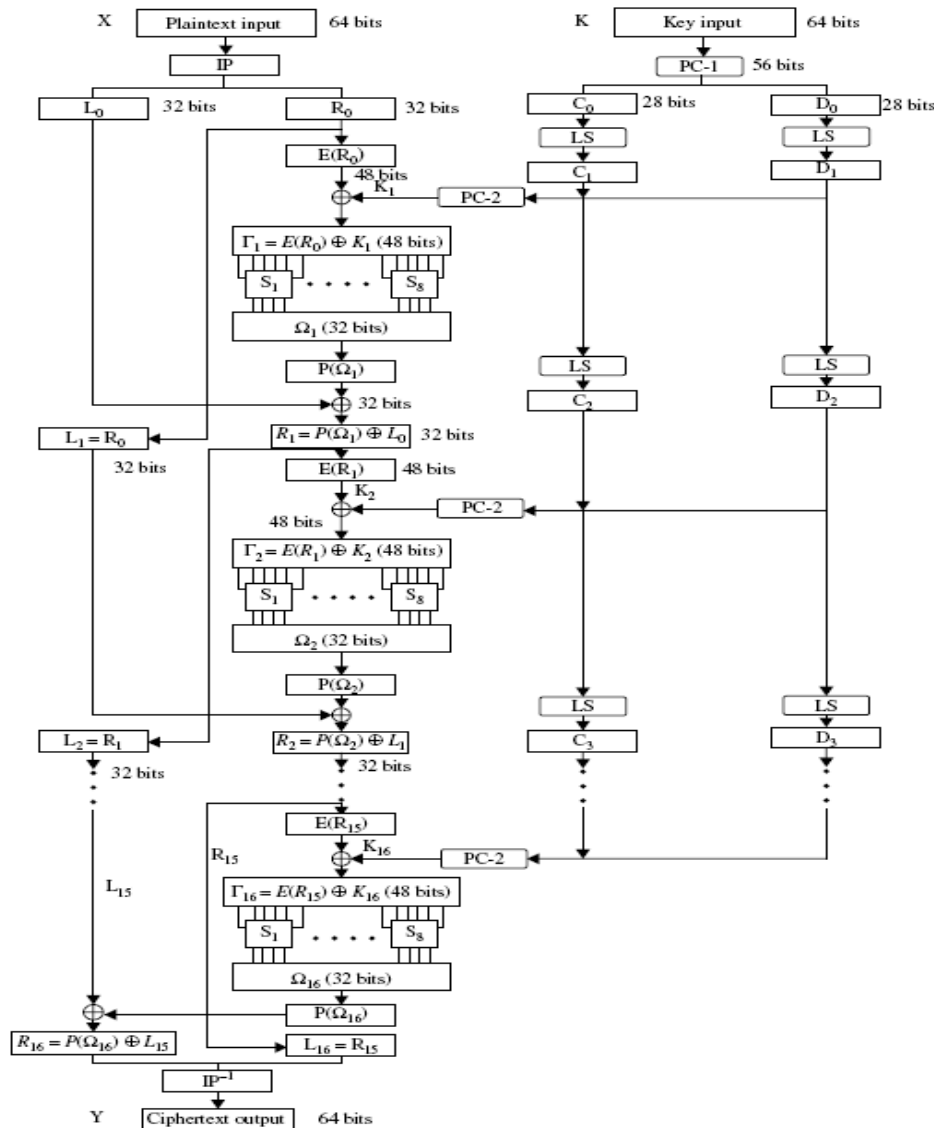 X Plaintext input 64 bits K Key input 64 bits
IP PC-1 56 bits
L₀ 32 bits R₀ 32 bits C₀ 28 bits D₀ 28 bits
LS LS
E(R₀) C₁ D₁
48 bits
K₁ PC-2
Γ₁ = E(R₀) ⊕ K₁ (48 bits)
S₁ . . . . S₈
Ω₁ (32 bits)
P(Ω₁) LS LS
32 bits C₂ D₂
L₁ = R₀ R₁ = P(Ω₁) ⊕ L₀ 32 bits
32 bits E(R₁) 48 bits
K₂ PC-2
48 bits
Γ₂ = E(R₁) ⊕ K₂ (48 bits)
S₁ . . . . S₈
Ω₂ (32 bits)
P(Ω₂)
LS LS
L₂ = R₁ R₂ = P(Ω₂) ⊕ L₁ C₃ D₃
32 bits 32 bits
E(R₁₅)
R₁₅ K₁₆ PC-2
L₁₅ Γ₁₆ = E(R₁₅) ⊕ K₁₆ (48 bits)
S₁ . . . . S₈
Ω₁₆ (32 bits)
P(Ω₁₆)
R₁₆ = P(Ω₁₆) ⊕ L₁₅ L₁₆ = R₁₅
IP⁻¹
Y Ciphertext output 64 bits